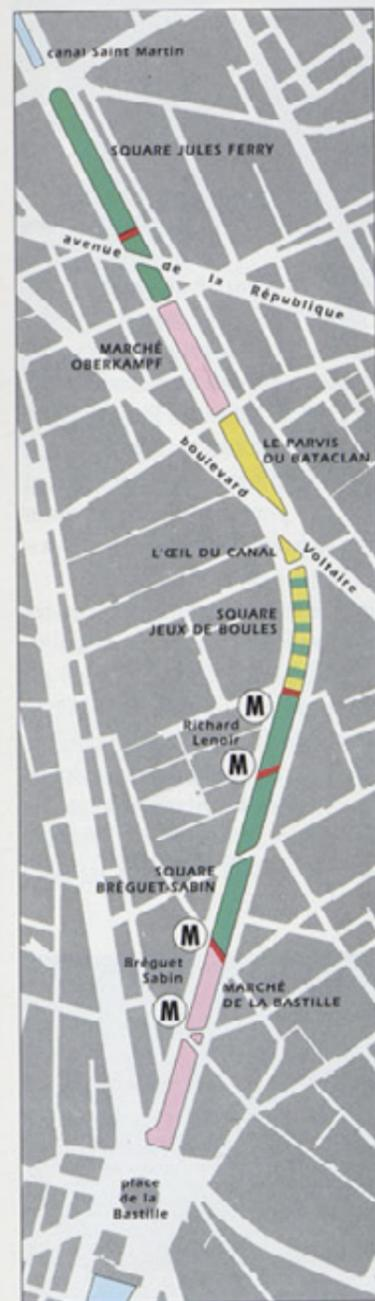 canal Saint Martin
SQUARE JULES FERRY
avenue de la République
MARCHÉ
OBERKAMPF
LE PARVIS
DU BATACLAN
boulevard Voltaire
L'ŒIL DU CANAL
SQUARE
JEUX DE BOULES
M
Richard
Lenoir
M
SQUARE
BRÉGUET-SABIN
M
Bréguet
Sabin
MARCHÉ
DE LA BASTILLE
M
place
de la
Bastille